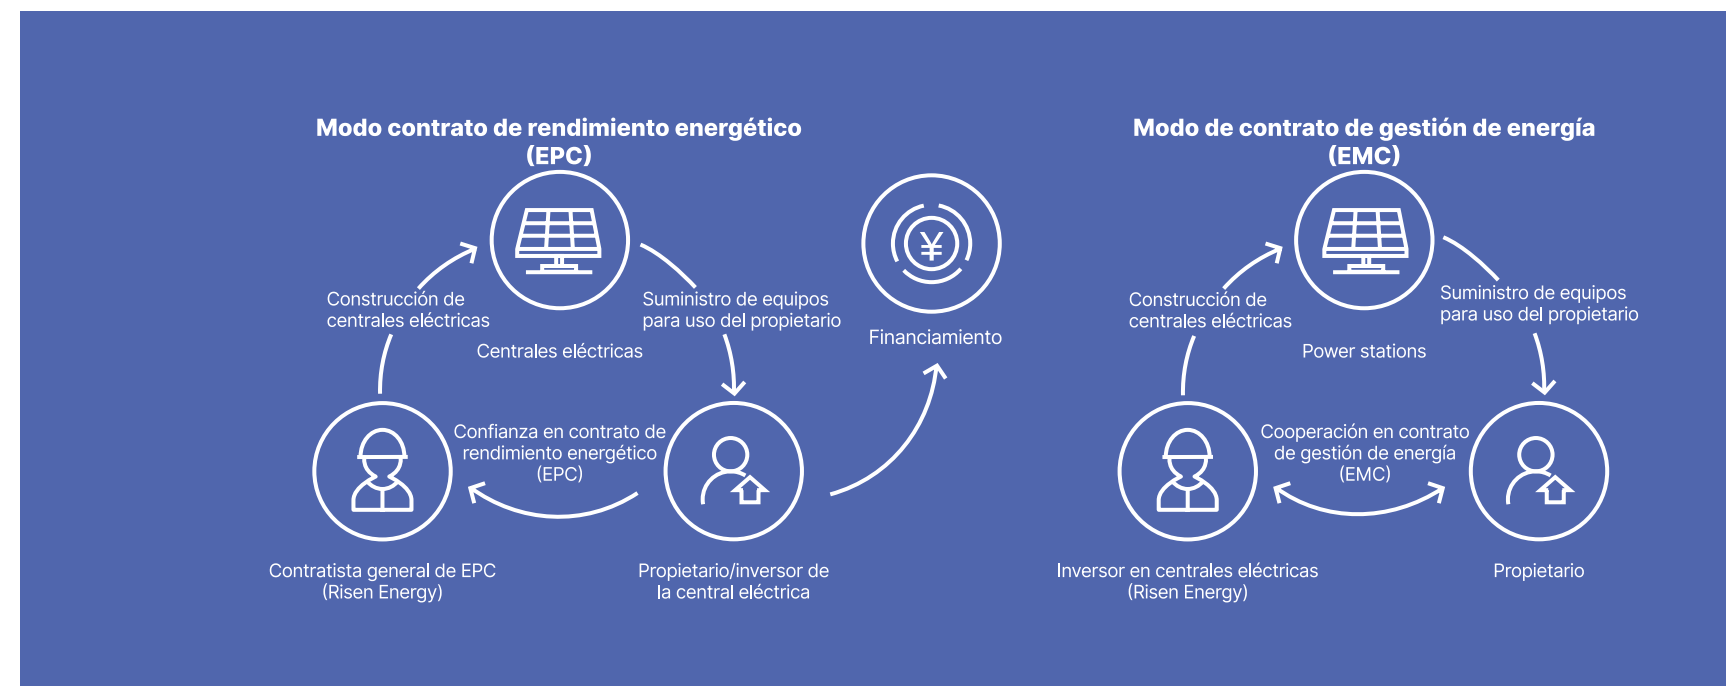 Modo contrato de rendimiento energético
(EPC)
Construcción de
centrales eléctricas
Suministro de equipos
para uso del propietario
Centrales eléctricas
¥
Financiamiento
Confianza en contrato de
rendimiento energético
(EPC)
Contratista general de EPC
(Risen Energy)
Propietario/inversor de
la central eléctrica
Modo de contrato de gestión de energía
(EMC)
Construcción de
centrales eléctricas
Suministro de equipos
para uso del propietario
Power stations
Cooperación en contrato
de gestión de energía
(EMC)
Inversor en centrales eléctricas
(Risen Energy)
Propietario